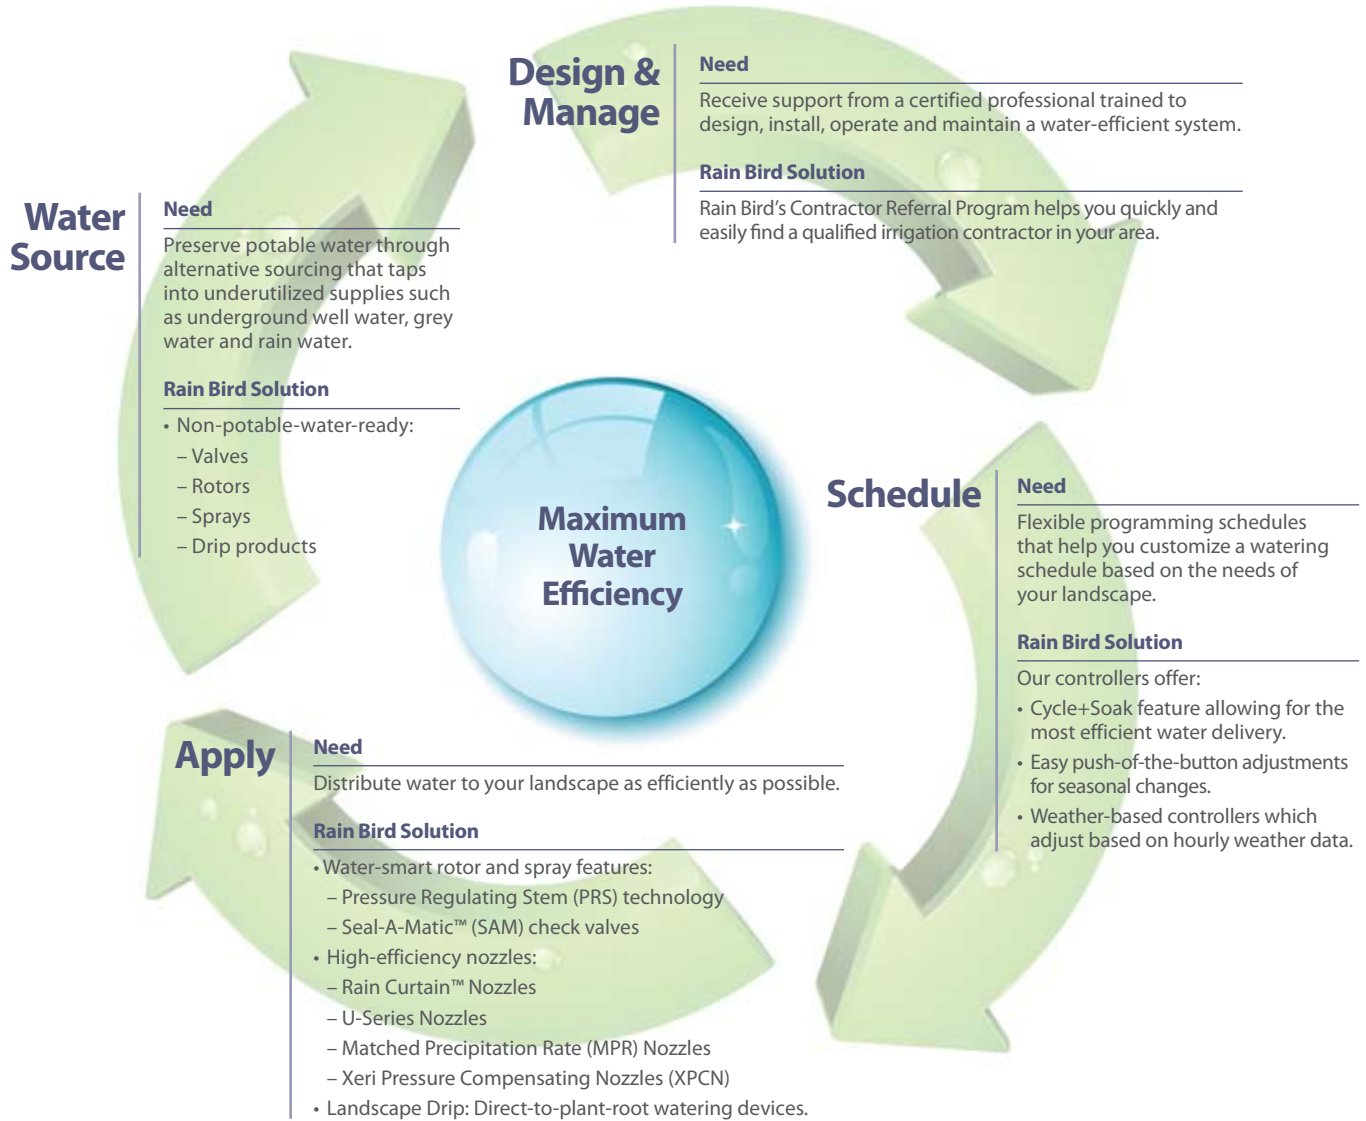 Design &
Manage
Need
Receive support from a certified professional trained to
design, install, operate and maintain a water-efficient system.
Rain Bird Solution
Rain Bird's Contractor Referral Program helps you quickly and
easily find a qualified irrigation contractor in your area.
Water
Source
Need
Preserve potable water through
alternative sourcing that taps
into underutilized supplies such
as underground well water, grey
water and rain water.
Rain Bird Solution
• Non-potable-water-ready:
– Valves
– Rotors
– Sprays
– Drip products
Maximum
Water
Efficiency
Schedule
Need
Flexible programming schedules
that help you customize a watering
schedule based on the needs of
your landscape.
Rain Bird Solution
Our controllers offer:
• Cycle+Soak feature allowing for the
most efficient water delivery.
• Easy push-of-the-button adjustments
for seasonal changes.
• Weather-based controllers which
adjust based on hourly weather data.
Apply
Need
Distribute water to your landscape as efficiently as possible.
Rain Bird Solution
• Water-smart rotor and spray features:
– Pressure Regulating Stem (PRS) technology
– Seal-A-Matic™ (SAM) check valves
• High-efficiency nozzles:
– Rain Curtain™ Nozzles
– U-Series Nozzles
– Matched Precipitation Rate (MPR) Nozzles
– Xeri Pressure Compensating Nozzles (XPCN)
• Landscape Drip: Direct-to-plant-root watering devices.